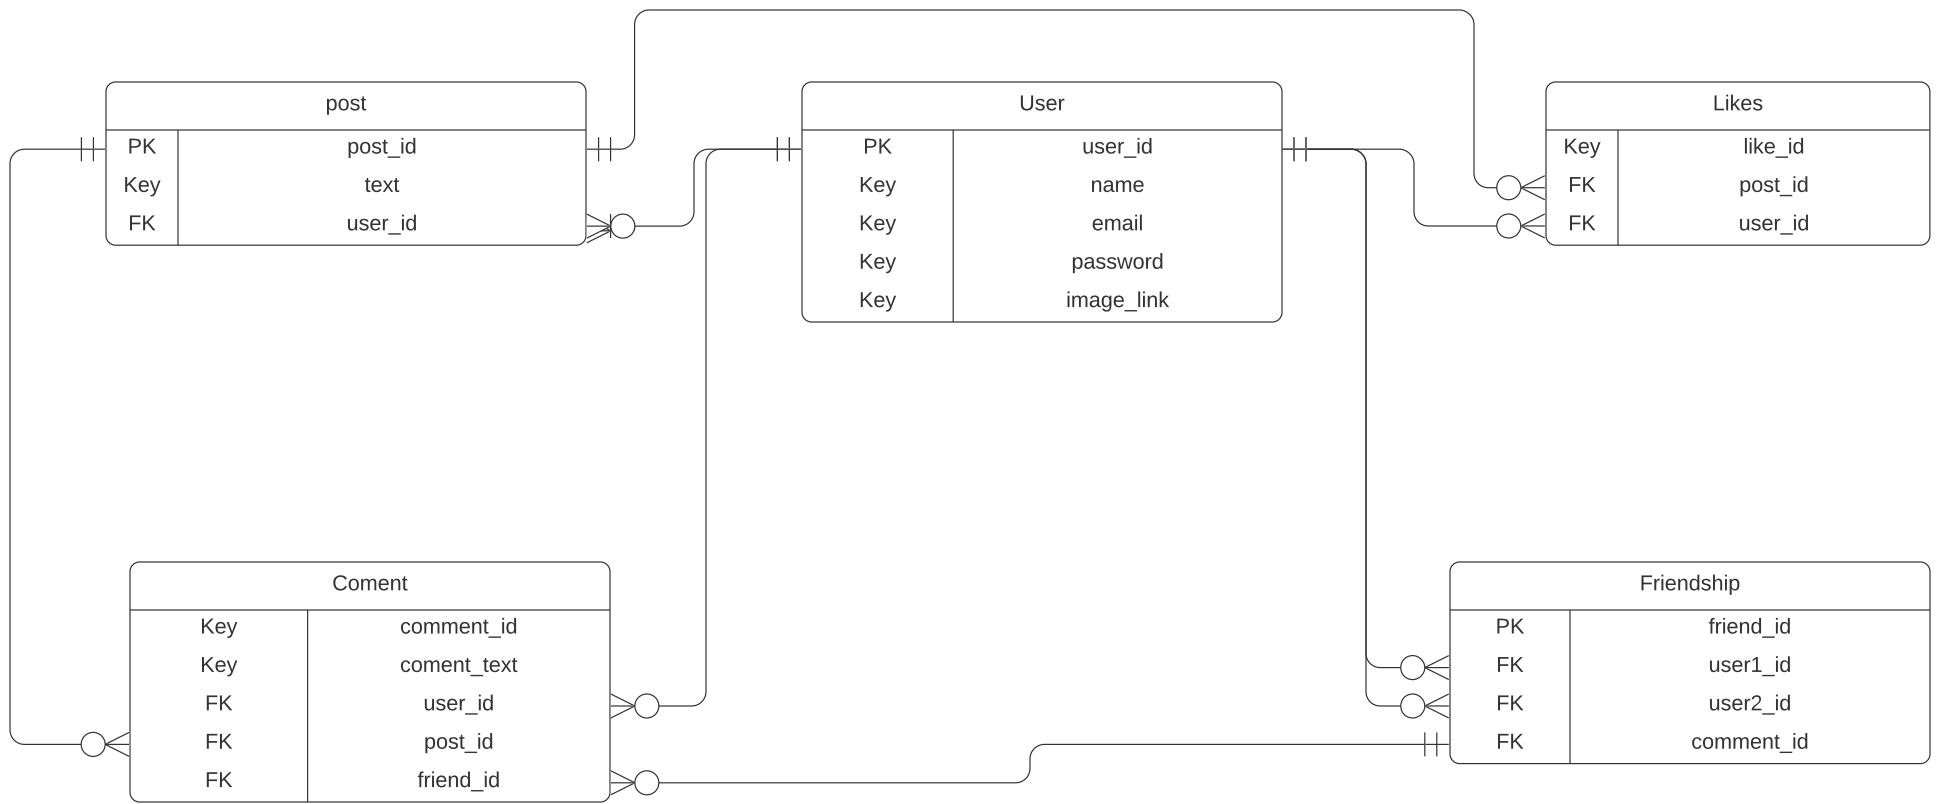 post
PK post_id
Key text
FK user_id
User
PK user_id
Key name
Key email
Key password
Key image_link
Likes
Key like_id
FK post_id
FK user_id
Coment
Key comment_id
Key coment_text
FK user_id
FK post_id
FK friend_id
Friendship
PK friend_id
FK user1_id
FK user2_id
FK comment_id